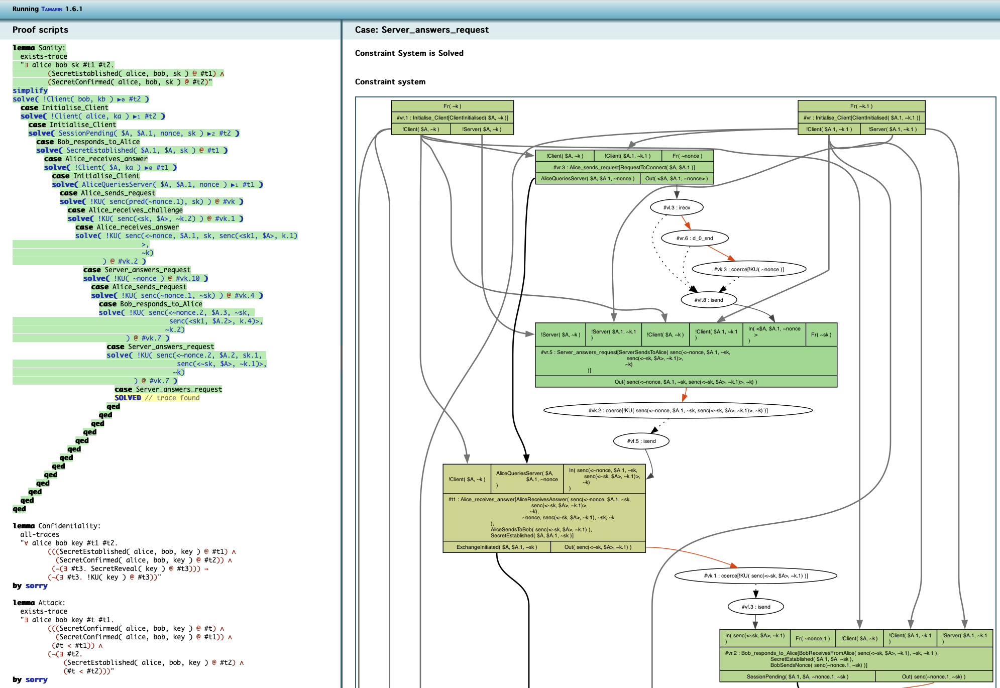 Running TAMARIN 1.6.1
Proof scripts
lemma Sanity:
exists-trace
"∃ alice bob sk #t1 #t2.
(SecretEstablished( alice, bob, sk ) @ #t1) ∧
(SecretConfirmed( alice, bob, sk ) @ #t2)"
simplify
solve( !Client( bob, kb ) ▶₀ #t2 )
case Initialise_Client
solve( !Client( alice, ka ) ▶₁ #t2 )
case Initialise_Client
solve( SessionPending( $A, $A.1, nonce, sk ) ▶₂ #t2 )
case Bob_responds_to_Alice
solve( SecretEstablished( $A.1, $A, sk ) @ #t1 )
case Alice_receives_answer
solve( !Client( $A, ka ) ▶₀ #t1 )
case Initialise_Client
solve( AliceQueriesServer( $A, $A.1, nonce ) ▶₁ #t1 )
case Alice_sends_request
solve( !KU( senc(pred(~nonce.1), sk) ) @ #vk )
case Alice_receives_challenge
solve( !KU( senc(<sk, $A>, ~k.2) ) @ #vk.1 )
case Alice_receives_answer
solve( !KU( senc(<~nonce, $A.1, sk, senc(<sk1, $A>, k.1)
>,
~k)
) @ #vk.2 )
case Server_answers_request
solve( !KU( ~nonce ) @ #vk.10 )
case Alice_sends_request
solve( !KU( senc(~nonce.1, ~sk) ) @ #vk.4 )
case Bob_responds_to_Alice
solve( !KU( senc(<~nonce.2, $A.3, ~sk,
senc(<sk1, $A.2>, k.4)>,
~k.2)
) @ #vk.7 )
case Server_answers_request
solve( !KU( senc(<~nonce.2, $A.2, sk.1,
senc(<~sk, $A>, ~k.1)>,
~k)
) @ #vk.7 )
case Server_answers_request
SOLVED // trace found
qed
qed
qed
qed
qed
qed
qed
qed
qed
qed
qed
qed
qed
lemma Confidentiality:
all-traces
"∀ alice bob key #t1 #t2.
(((SecretEstablished( alice, bob, key ) @ #t1) ∧
(SecretConfirmed( alice, bob, key ) @ #t2)) ∧
(¬(∃ #t3. SecretReveal( key ) @ #t3))) ⇒
(¬(∃ #t3. !KU( key ) @ #t3))"
by sorry
lemma Attack:
exists-trace
"∃ alice bob key #t #t1.
(((SecretConfirmed( alice, bob, key ) @ #t) ∧
(SecretConfirmed( alice, bob, key ) @ #t1)) ∧
(#t < #t1)) ∧
(¬(∃ #t2.
(SecretEstablished( alice, bob, key ) @ #t2) ∧
(#t < #t2)))"
by sorry
Case: Server_answers_request
Constraint System is Solved
Constraint system
Fr( ~k )
#vr.1 : Initialise_Client[ClientInitialised( $A, ~k )]
!Client( $A, ~k ) !Server( $A, ~k )
Fr( ~k.1 )
#vr : Initialise_Client[ClientInitialised( $A.1, ~k.1 )]
!Client( $A.1, ~k.1 ) !Server( $A.1, ~k.1 )
!Client( $A, ~k ) !Client( $A.1, ~k.1 ) Fr( ~nonce )
#vr.3 : Alice_sends_request[RequestToConnect( $A, $A.1 )]
AliceQueriesServer( $A, $A.1, ~nonce ) Out( <$A, $A.1, ~nonce> )
#vl.3 : irecv
#vr.6 : d_0_snd
#vk.3 : coerce[!KU( ~nonce )]
#vf.8 : isend
!Server( $A, ~k ) !Server( $A.1, ~k.1 ) !Client( $A, ~k ) !Client( $A.1, ~k.1 ) In( <$A, $A.1, ~nonce > ) Fr( ~sk )
#vr.5 : Server_answers_request[ServerSendsToAlice( senc(<~nonce, $A.1, ~sk,
senc(<~sk, $A>, ~k.1)>,
~k)
)]
Out( senc(<~nonce, $A.1, ~sk, senc(<~sk, $A>, ~k.1)>, ~k) )
#vk.2 : coerce[!KU( senc(<~nonce, $A.1, ~sk, senc(<~sk, $A>, ~k.1)>, ~k) )]
#vf.5 : isend
!Client( $A, ~k ) AliceQueriesServer( $A, $A.1, ~nonce ) In( senc(<~nonce, $A.1, ~sk, senc(<~sk, $A>, ~k.1)>, ~k) )
#t1 : Alice_receives_answer[AliceReceivesAnswer( senc(<~nonce, $A.1, ~sk,
senc(<~sk, $A>, ~k.1)>,
~k),
~nonce, senc(<~sk, $A>, ~k.1), ~sk, ~k
),
AliceSendsToBob( senc(<~sk, $A>, ~k.1) ),
SecretEstablished( $A, $A.1, ~sk )]
ExchangeInitiated( $A, $A.1, ~sk ) Out( senc(<~sk, $A>, ~k.1) )
#vk.1 : coerce[!KU( senc(<~sk, $A>, ~k.1) )]
#vf.3 : isend
In( senc(<~sk, $A>, ~k.1) ) Fr( ~nonce.1 ) !Client( $A, ~k ) !Client( $A.1, ~k.1 ) !Server( $A.1, ~k.1 )
#vr.2 : Bob_responds_to_Alice[BobReceivesFromAlice( senc(<~sk, $A>, ~k.1), ~sk, ~k.1 ),
SecretEstablished( $A.1, $A, ~sk ),
BobSendsNonce( senc(~nonce.1, ~sk) )]
SessionPending( $A.1, $A, ~nonce.1, ~sk ) Out( senc(~nonce.1, ~sk) )